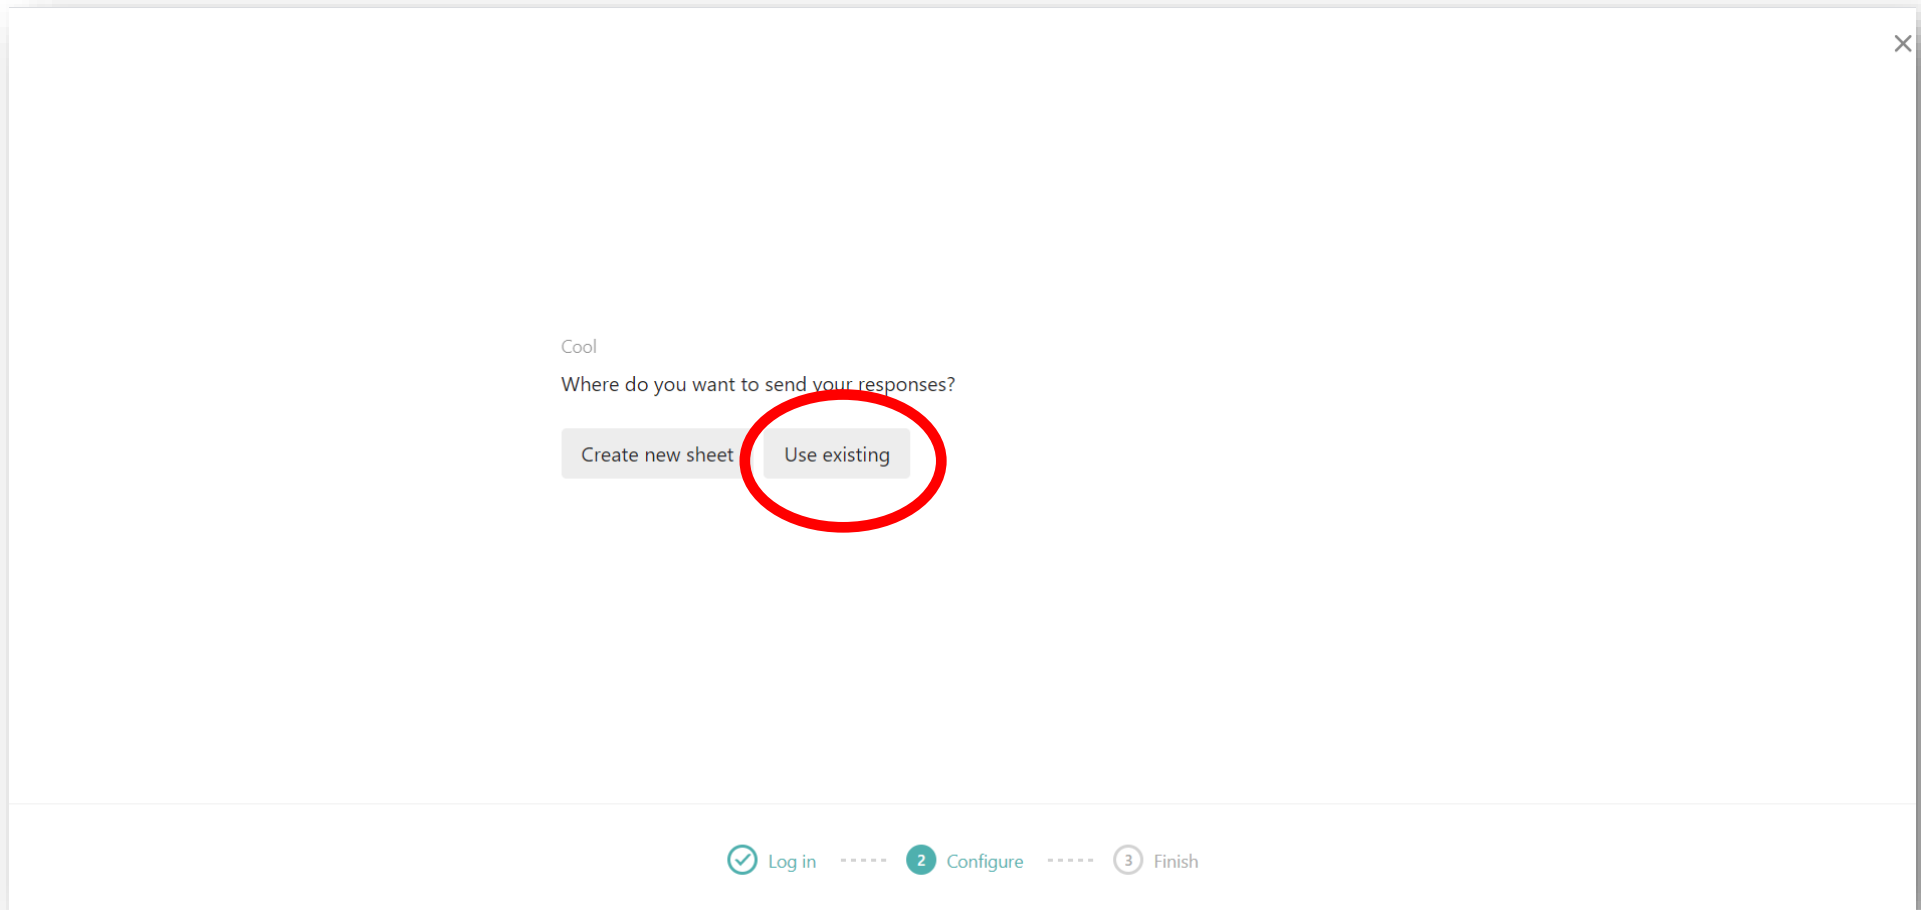 Cool
Where do you want to send your responses?
Create new sheet Use existing
Log in 2 Configure 3 Finish